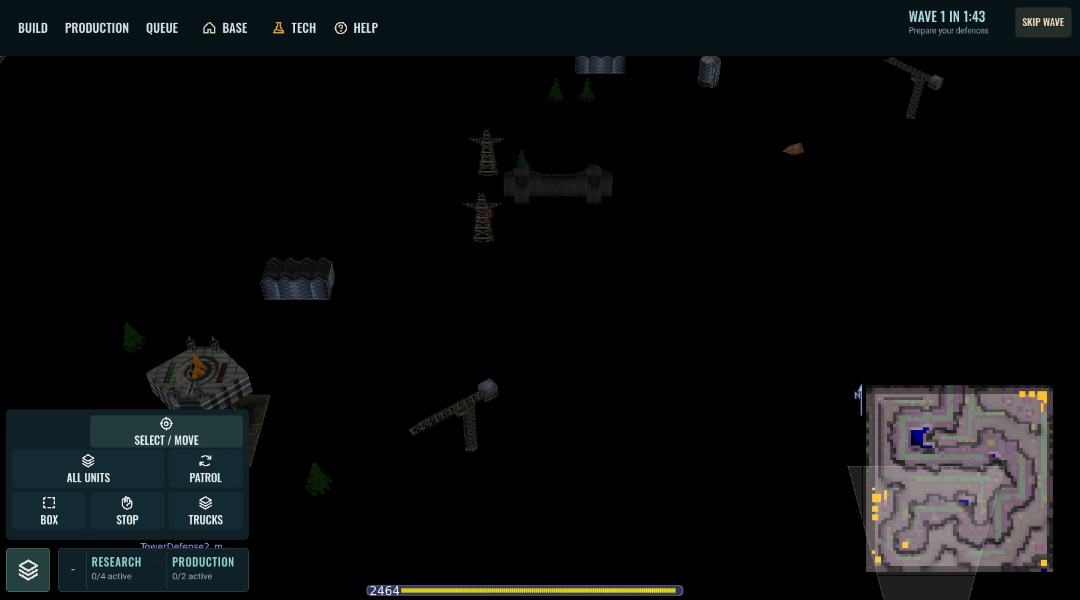 BUILD PRODUCTION QUEUE BASE TECH HELP
WAVE 1 IN 1:43
Prepare your defences
SKIP WAVE
N
SELECT / MOVE
ALL UNITS PATROL
BOX STOP TRUCKS
TowerDefense2_m
- RESEARCH PRODUCTION
0/4 active 0/2 active
2464